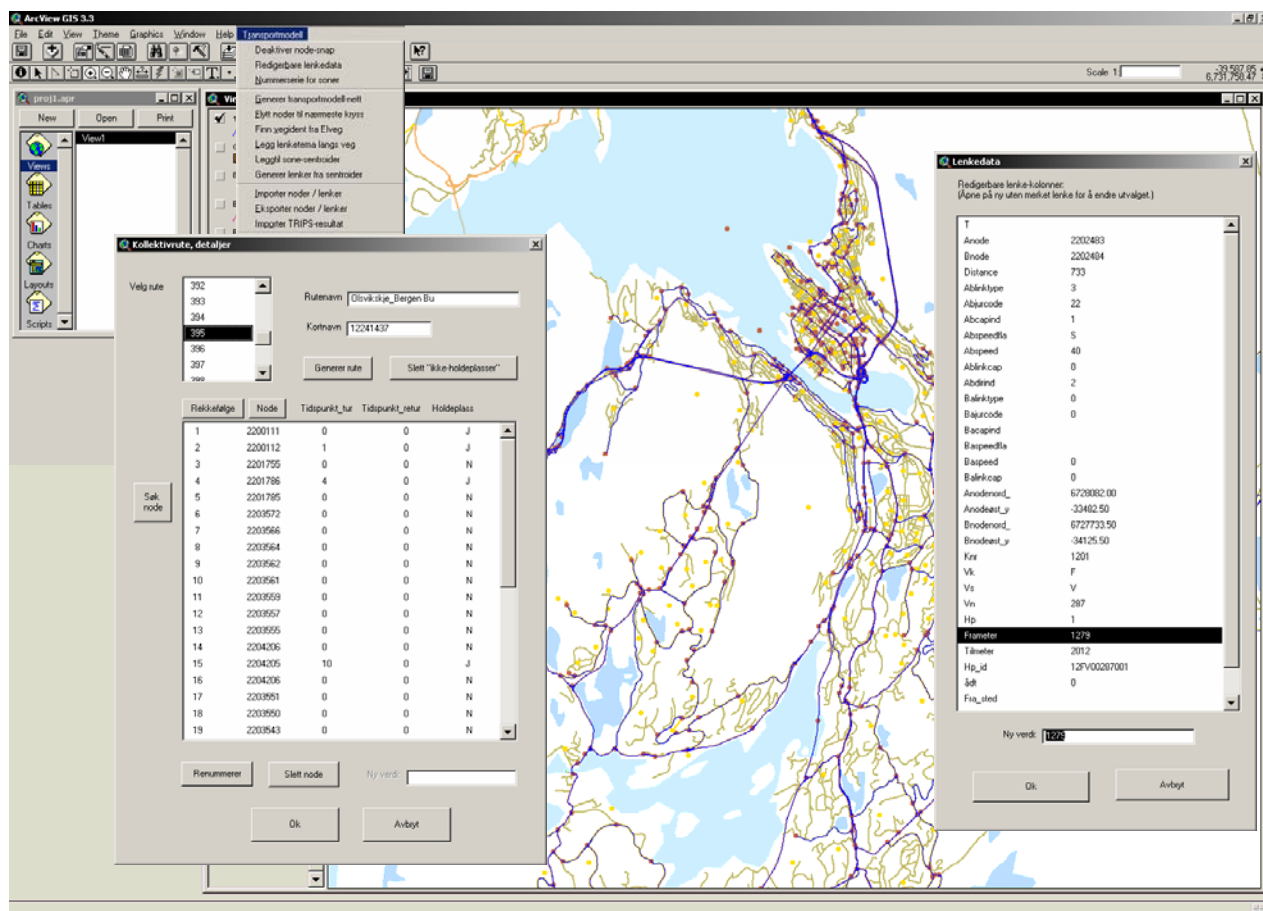 ArcView GIS 3.3
File Edit View Theme Graphics Window Help Transportmodell
Deaktiver node-snap
Redigerbare lenkedata
Nummerserie for soner
Generer transportmodell-nett
Flytt noder til nærmeste kryss
Finn vegident fra Elveg
Legg lenketema langs veg
Leggtil sone-sentroider
Generer lenker fra sentroider
Importer noder / lenker
Eksporter noder / lenker
Importer TRIPS-resultat
Scale 1:
-39,587.85
6,731,758.47
proj1.apr
New Open Print
Views
Tables
Charts
Layouts
Scripts
View1
Kollektivrute, detaljer
Velg rute
392
393
394
395
396
397
398
Rutenavn Olsvikskje_Bergen Bu
Kortnavn 12241437
Generer rute Slett "ikke-holdeplasser"
Rekkefølge Node Tidspunkt_tur Tidspunkt_retur Holdeplass
1 2200111 0 0 J
2 2200112 1 0 J
3 2201755 0 0 N
4 2201786 4 0 J
5 2201785 0 0 N
6 2203572 0 0 N
7 2203566 0 0 N
8 2203564 0 0 N
9 2203562 0 0 N
10 2203561 0 0 N
11 2203559 0 0 N
12 2203557 0 0 N
13 2203555 0 0 N
14 2204206 0 0 N
15 2204205 10 0 J
16 2204206 0 0 N
17 2203551 0 0 N
18 2203550 0 0 N
19 2203543 0 0 N
Søk node
Renummerer Slett node Ny verdi:
Ok Avbryt
Lenkedata
Redigerbare lenke-kolonner:
(Åpne på ny uten merket lenke for å endre utvalget.)
T
Anode 2202483
Bnode 2202484
Distance 733
Ablinktype 3
Abjurcode 22
Abcapind 1
Abspeedfla S
Abspeed 40
Ablinkcap 0
Abdirind 2
Balinktype 0
Bajurcode 0
Bacapind
Baspeedfla
Baspeed 0
Balinkcap 0
Anodenord_ 6728082.00
Anodeøst_y -33482.50
Bnodenord_ 6727733.50
Bnodeøst_y -34125.50
Knr 1201
Vk F
Vs V
Vn 287
Hp 1
Frameter 1279
Tilmeter 2012
Hp_id 12FV00287001
ådt 0
Fra_sted
Ny verdi: 1279
Ok Avbryt